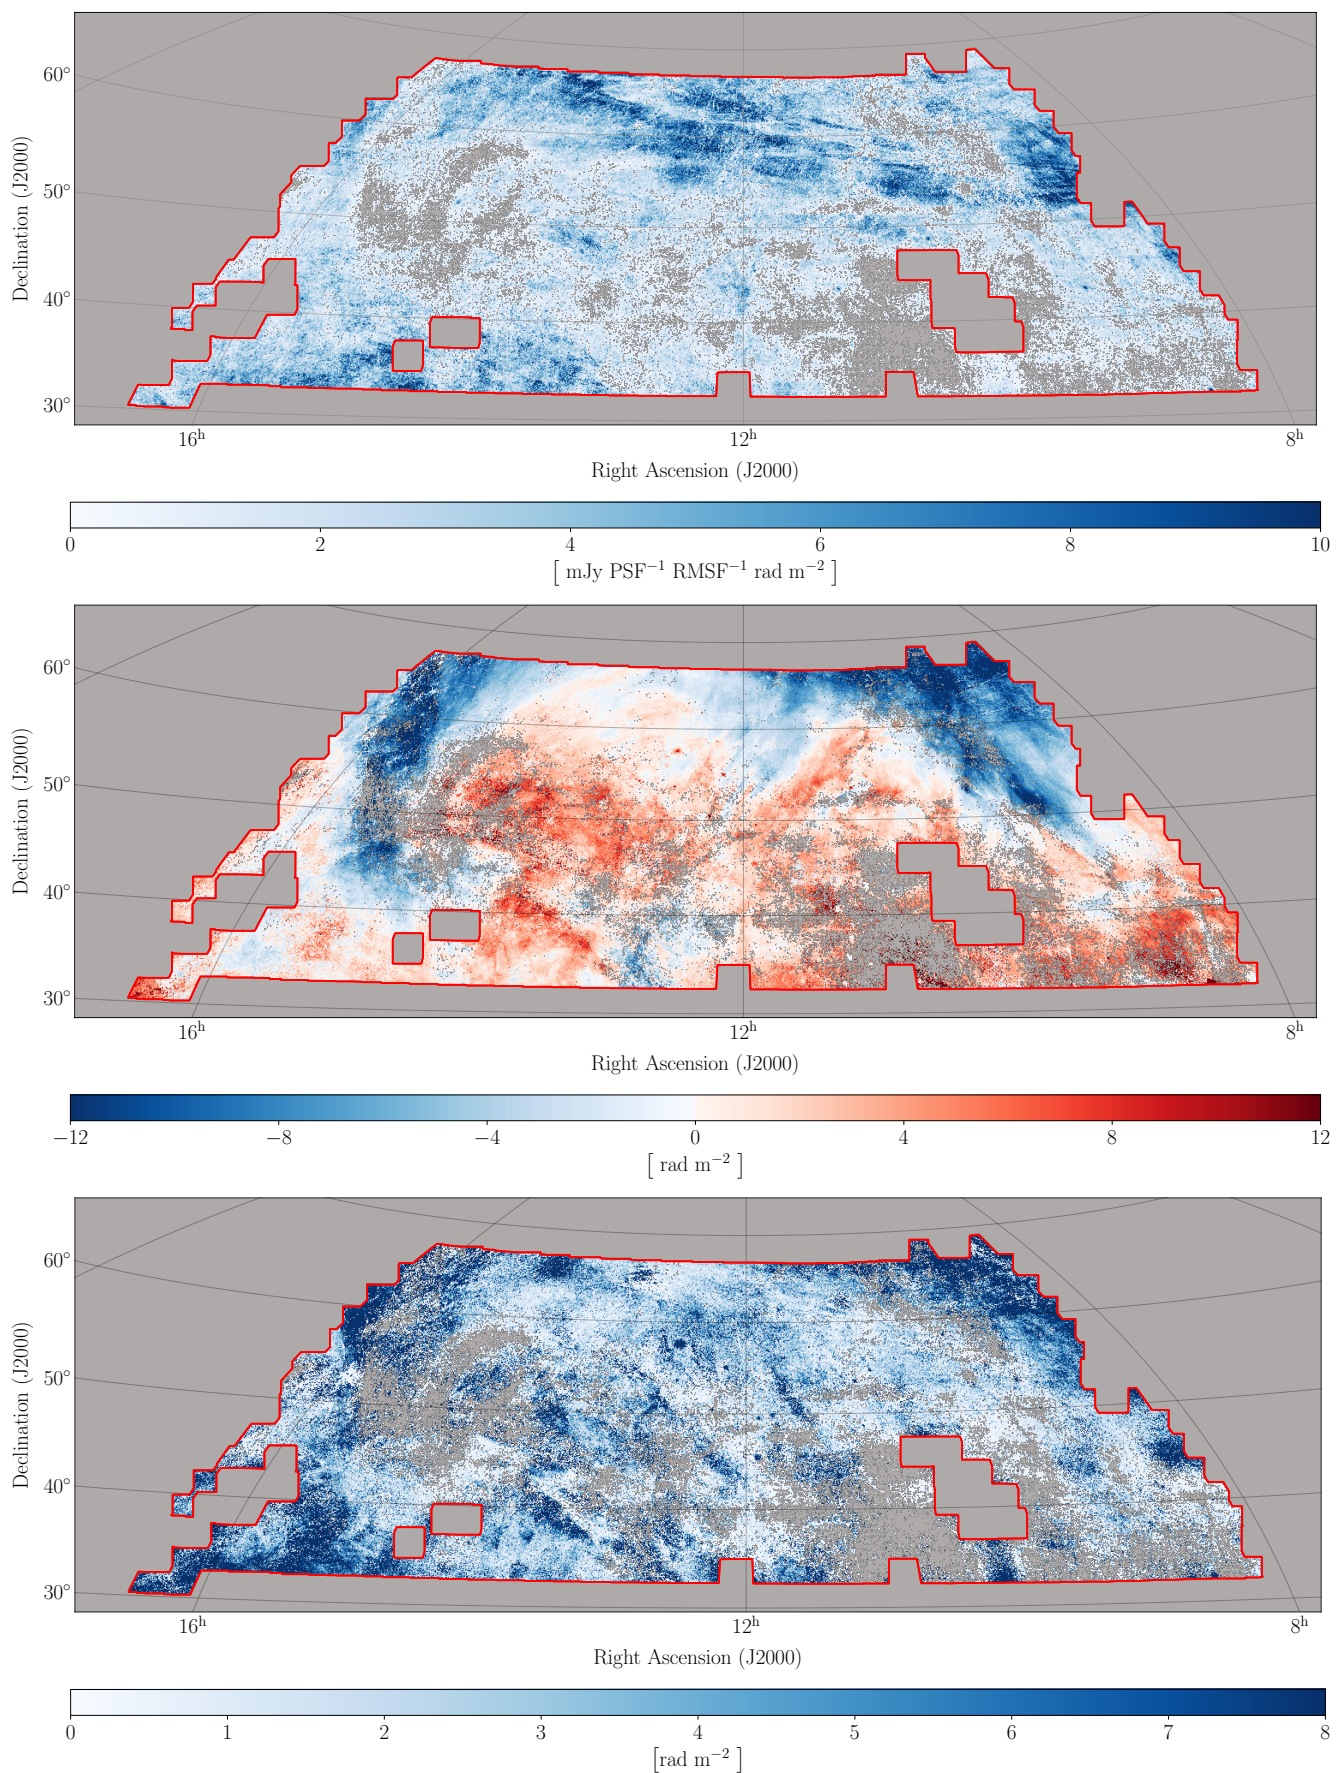 60°
50°
40°
30°
Declination (J2000)
16ʰ 12ʰ 8ʰ
Right Ascension (J2000)
0 2 4 6 8 10
[ mJy PSF⁻¹ RMSF⁻¹ rad m⁻² ]
60°
50°
40°
30°
Declination (J2000)
16ʰ 12ʰ 8ʰ
Right Ascension (J2000)
−12 −8 −4 0 4 8 12
[ rad m⁻² ]
60°
50°
40°
30°
Declination (J2000)
16ʰ 12ʰ 8ʰ
Right Ascension (J2000)
0 1 2 3 4 5 6 7 8
[rad m⁻² ]